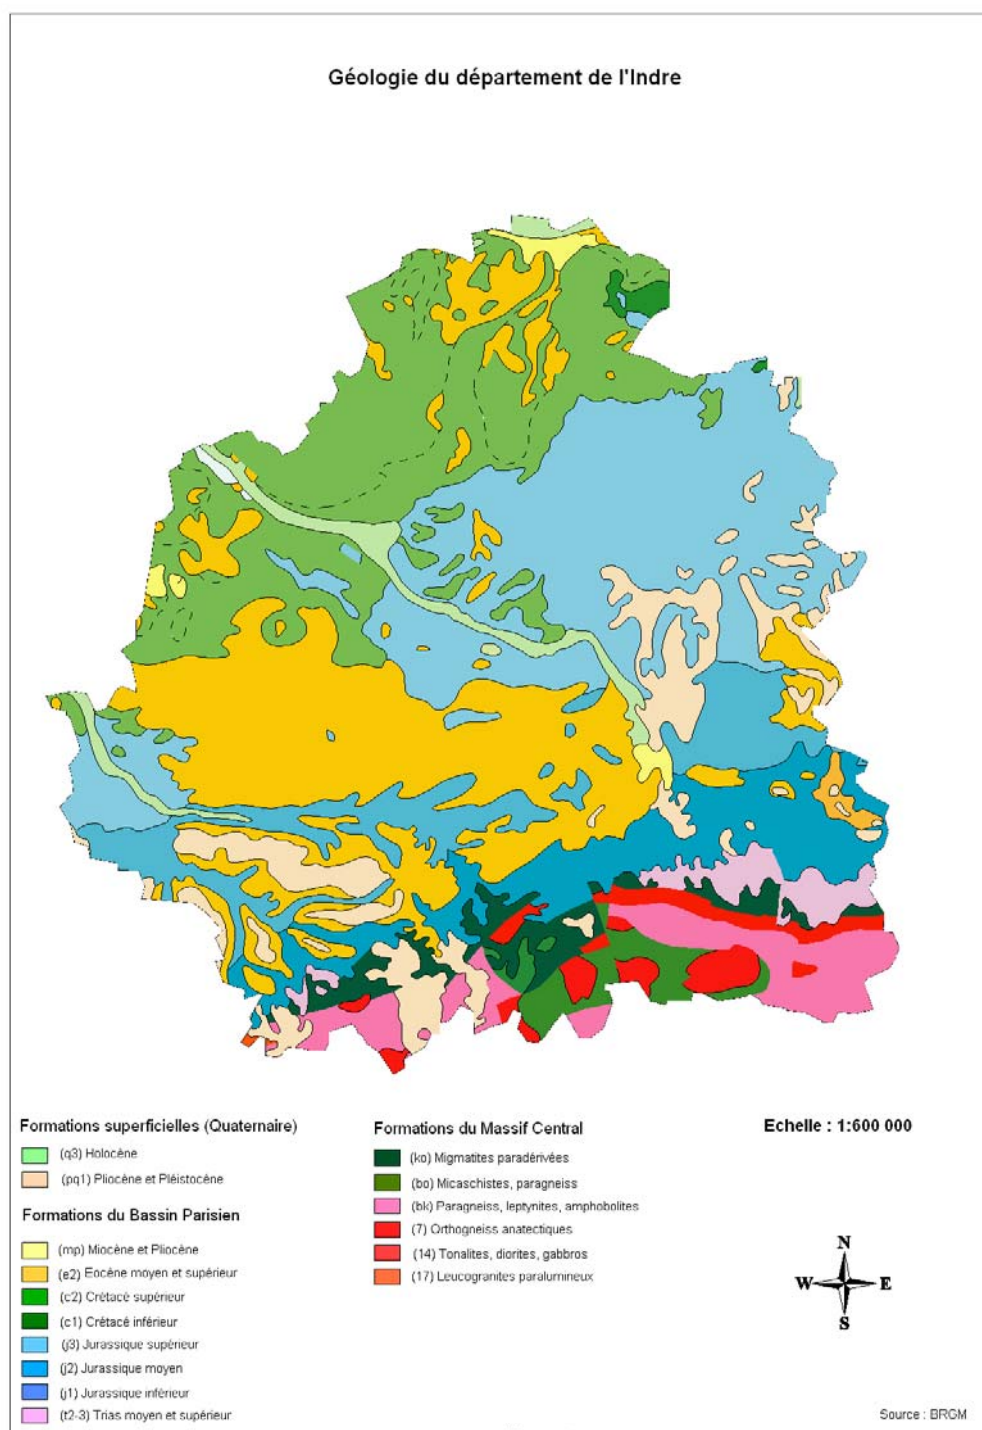 Géologie du département de l'Indre
Formations superficielles (Quaternaire)
(q3) Holocène
(pq1) Pliocène et Pléistocène
Formations du Bassin Parisien
(mp) Miocène et Pliocène
(e2) Eocène moyen et supérieur
(c2) Crétacé supérieur
(c1) Crétacé inférieur
(j3) Jurassique supérieur
(j2) Jurassique moyen
(j1) Jurassique inférieur
(t2-3) Trias moyen et supérieur
Formations du Massif Central
(ko) Migmatites paradérivées
(bo) Micaschistes, paragneiss
(bk) Paragneiss, leptynites, amphobolites
(7) Orthogneiss anatectiques
(14) Tonalites, diorites, gabbros
(17) Leucogranites paralumineux
Echelle : 1:600 000
N
W E
S
Source : BRGM